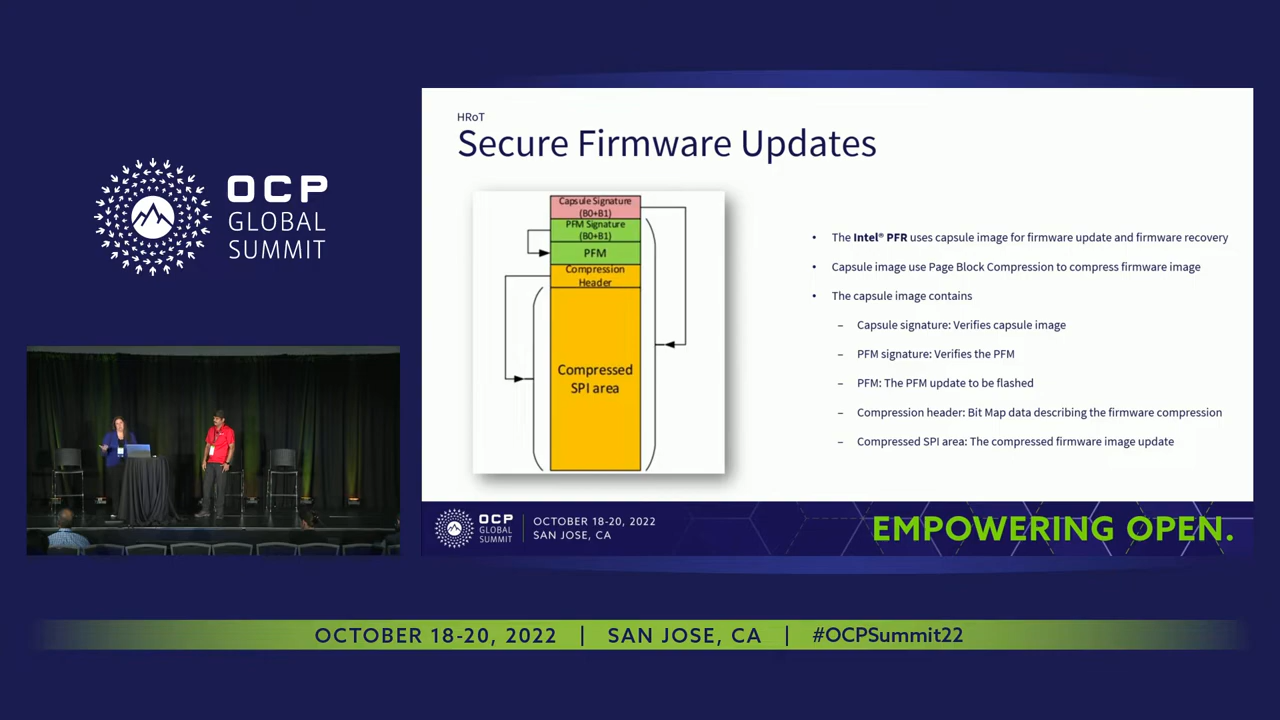 OCP
GLOBAL
SUMMIT
HRoT
Secure Firmware Updates
Capsule Signature
(B0+B1)
PFM Signature
(B0+B1)
PFM
Compression
Header
Compressed
SPI area
• The Intel® PFR uses capsule image for firmware update and firmware recovery
• Capsule image use Page Block Compression to compress firmware image
• The capsule image contains
– Capsule signature: Verifies capsule image
– PFM signature: Verifies the PFM
– PFM: The PFM update to be flashed
– Compression header: Bit Map data describing the firmware compression
– Compressed SPI area: The compressed firmware image update
OCP
GLOBAL
SUMMIT
OCTOBER 18-20, 2022
SAN JOSE, CA
EMPOWERING OPEN.
OCTOBER 18-20, 2022 | SAN JOSE, CA | #OCPSummit22